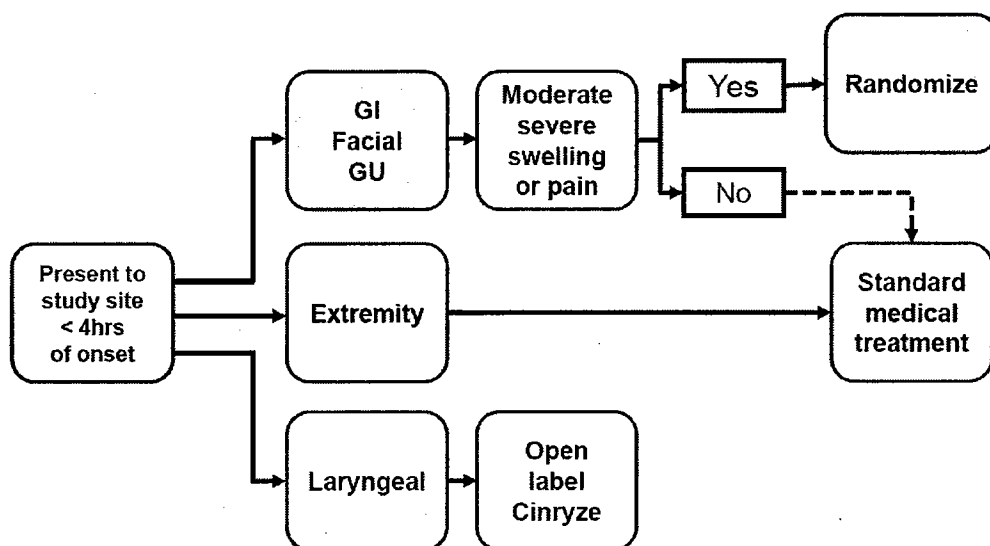 Present to
study site
< 4hrs
of onset
GI
Facial
GU
Moderate
severe
swelling
or pain
Yes
Randomize
No
Standard
medical
treatment
Extremity
Laryngeal
Open
label
Cinryze